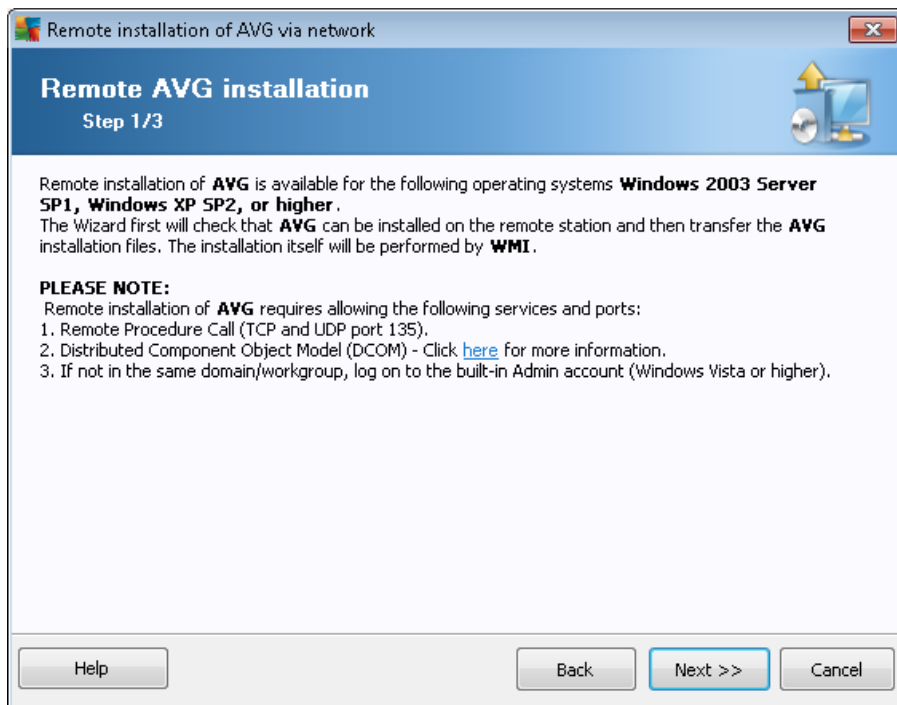 Remote installation of AVG via network
Remote AVG installation
Step 1/3
Remote installation of AVG is available for the following operating systems Windows 2003 Server
SP1, Windows XP SP2, or higher.
The Wizard first will check that AVG can be installed on the remote station and then transfer the AVG
installation files. The installation itself will be performed by WMI.
PLEASE NOTE:
Remote installation of AVG requires allowing the following services and ports:
1. Remote Procedure Call (TCP and UDP port 135).
2. Distributed Component Object Model (DCOM) - Click here for more information.
3. If not in the same domain/workgroup, log on to the built-in Admin account (Windows Vista or higher).
Help
Back
Next >>
Cancel